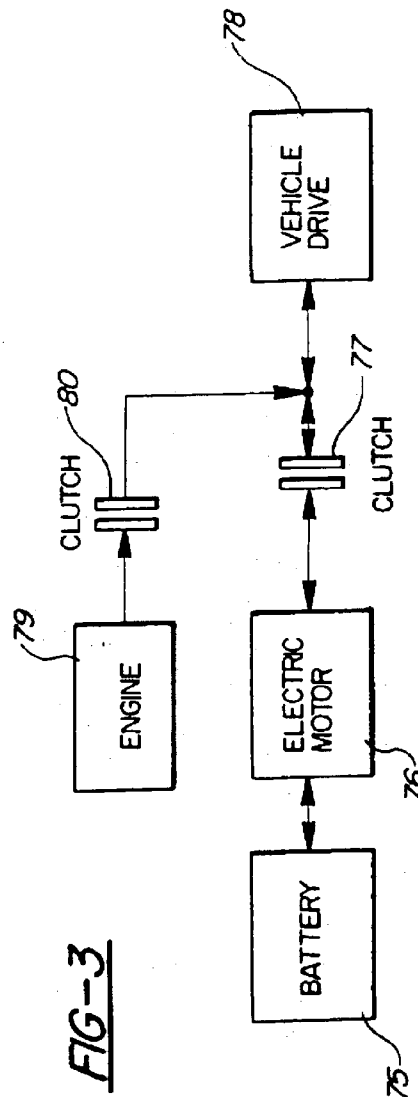 FIG-3
79
ENGINE
CLUTCH
80
75
BATTERY
76
ELECTRIC
MOTOR
CLUTCH
77
78
VEHICLE
DRIVE